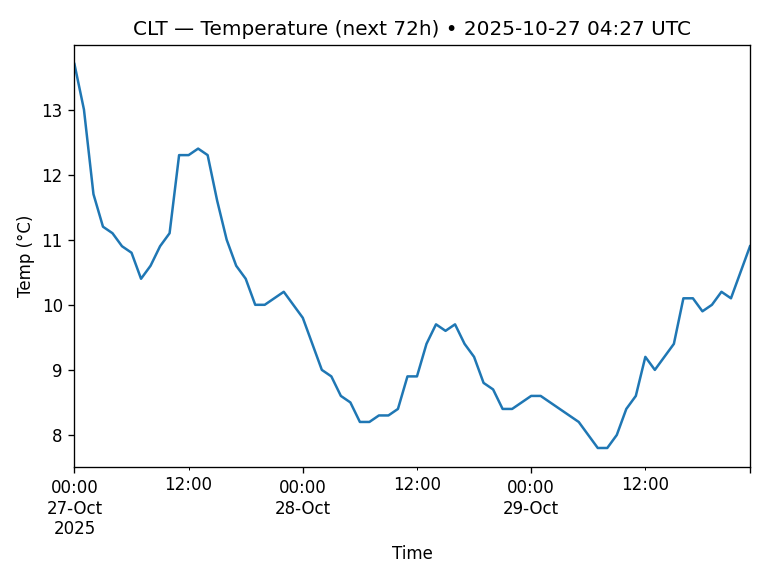 CLT — Temperature (next 72h) • 2025-10-27 04:27 UTC
Temp (°C)
13
12
11
10
9
8
00:00 12:00 00:00 12:00 00:00 12:00
27-Oct 28-Oct 29-Oct
2025
Time